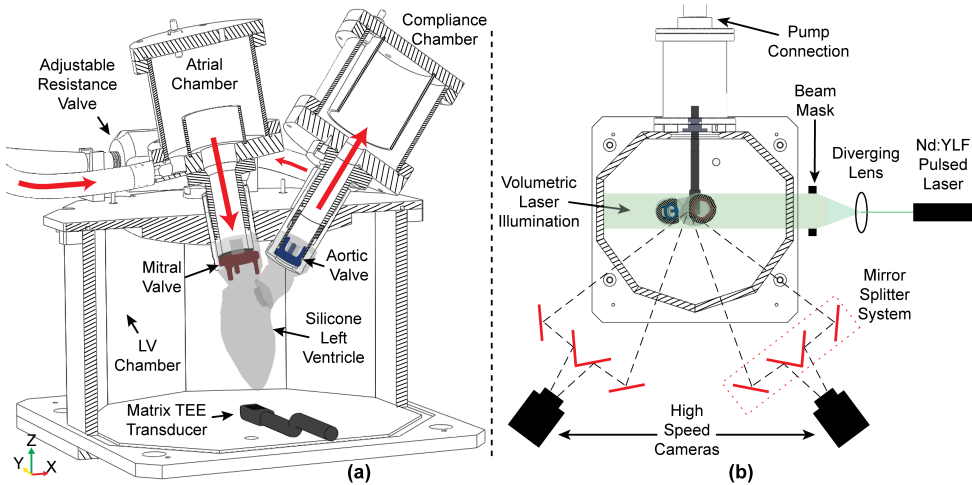 Adjustable
Resistance
Valve
Atrial
Chamber
Compliance
Chamber
Mitral
Valve
Aortic
Valve
LV
Chamber
Silicone
Left
Ventricle
Matrix TEE
Transducer
Z
Y
X
(a)
Pump
Connection
Beam
Mask
Diverging
Lens
Nd:YLF
Pulsed
Laser
Volumetric
Laser
Illumination
Mirror
Splitter
System
High
Speed
Cameras
(b)